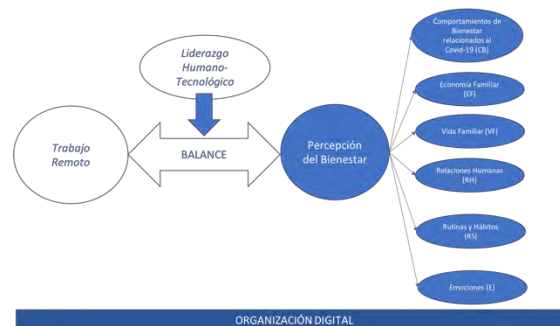 Liderazgo
Humano-
Tecnológico
Trabajo
Remoto
BALANCE
Percepción
del Bienestar
Comportamientos de
Bienestar
relacionados al
Covid-19 (CB)
Economía Familiar
(EF)
Vida Familiar (VF)
Relaciones Humanas
(RH)
Rutinas y Hábitos
(RS)
Emociones (E)
ORGANIZACIÓN DIGITAL